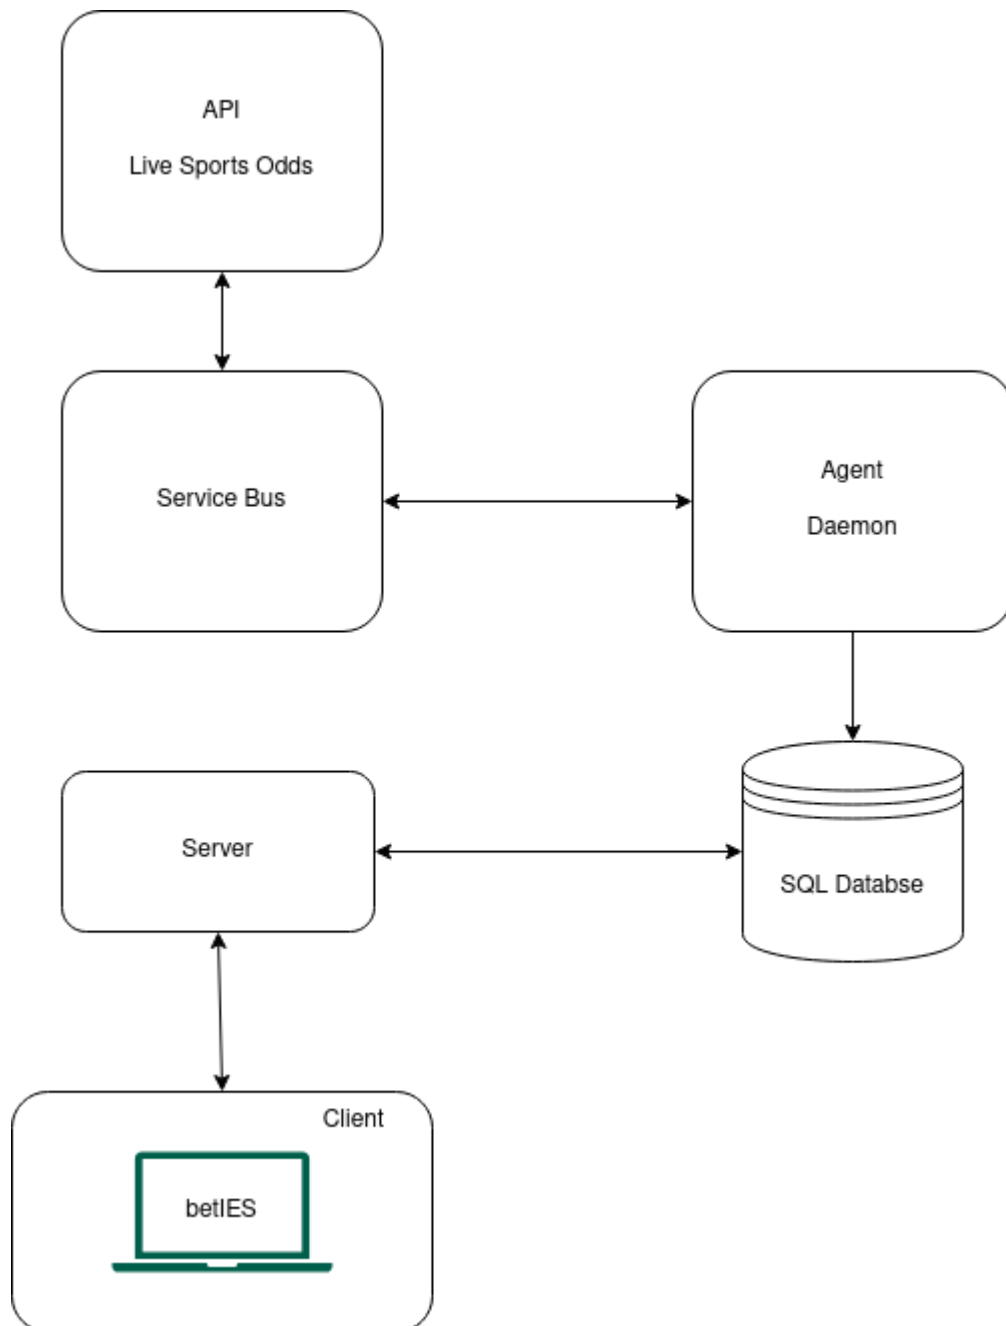 API
Live Sports Odds
Service Bus
Agent
Daemon
Server
SQL Databse
Client
betIES